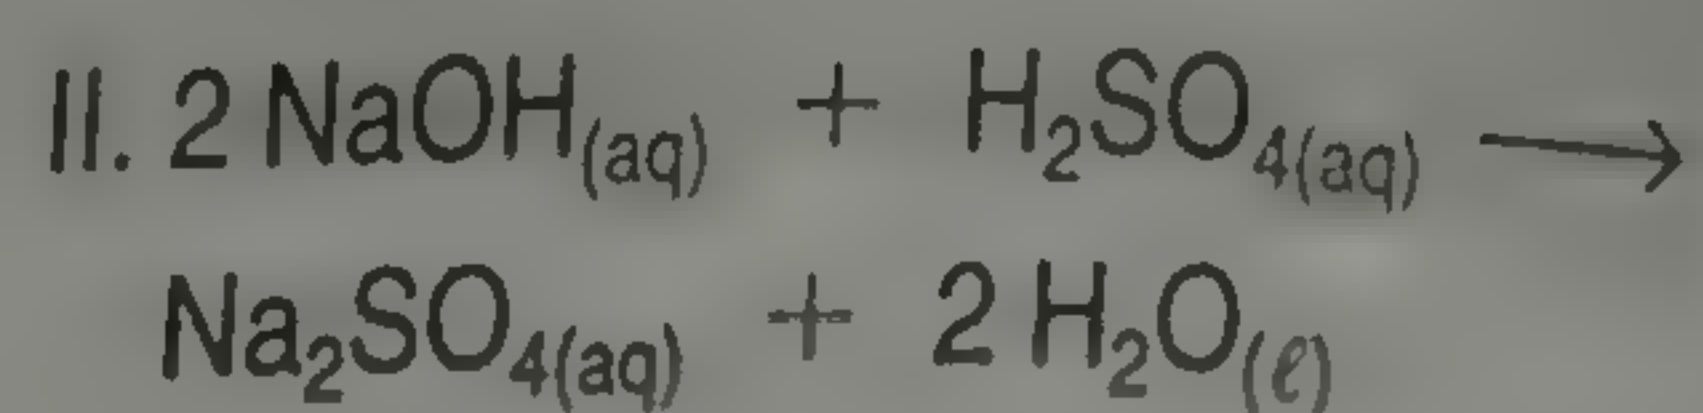 II. 2 NaOH(aq) + H₂SO₄(aq) ⟶
Na₂SO₄(aq) + 2 H₂O(ℓ)